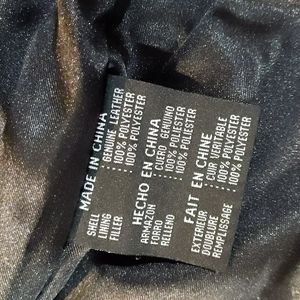 MADE IN CHINA
SHELL GENUINE LEATHER
LINING 100% POLYESTER
FILLER 100% POLYESTER
HECHO EN CHINA
ARMAZON CUERO GENUINO
FORRO 100% POLIESTER
RELLENO 100% POLIESTER
FAIT EN CHINE
EXTERIEUR CUIR VERITABLE
DOUBLURE 100% POLYESTER
REMPLISSAGE 100% POLYESTER